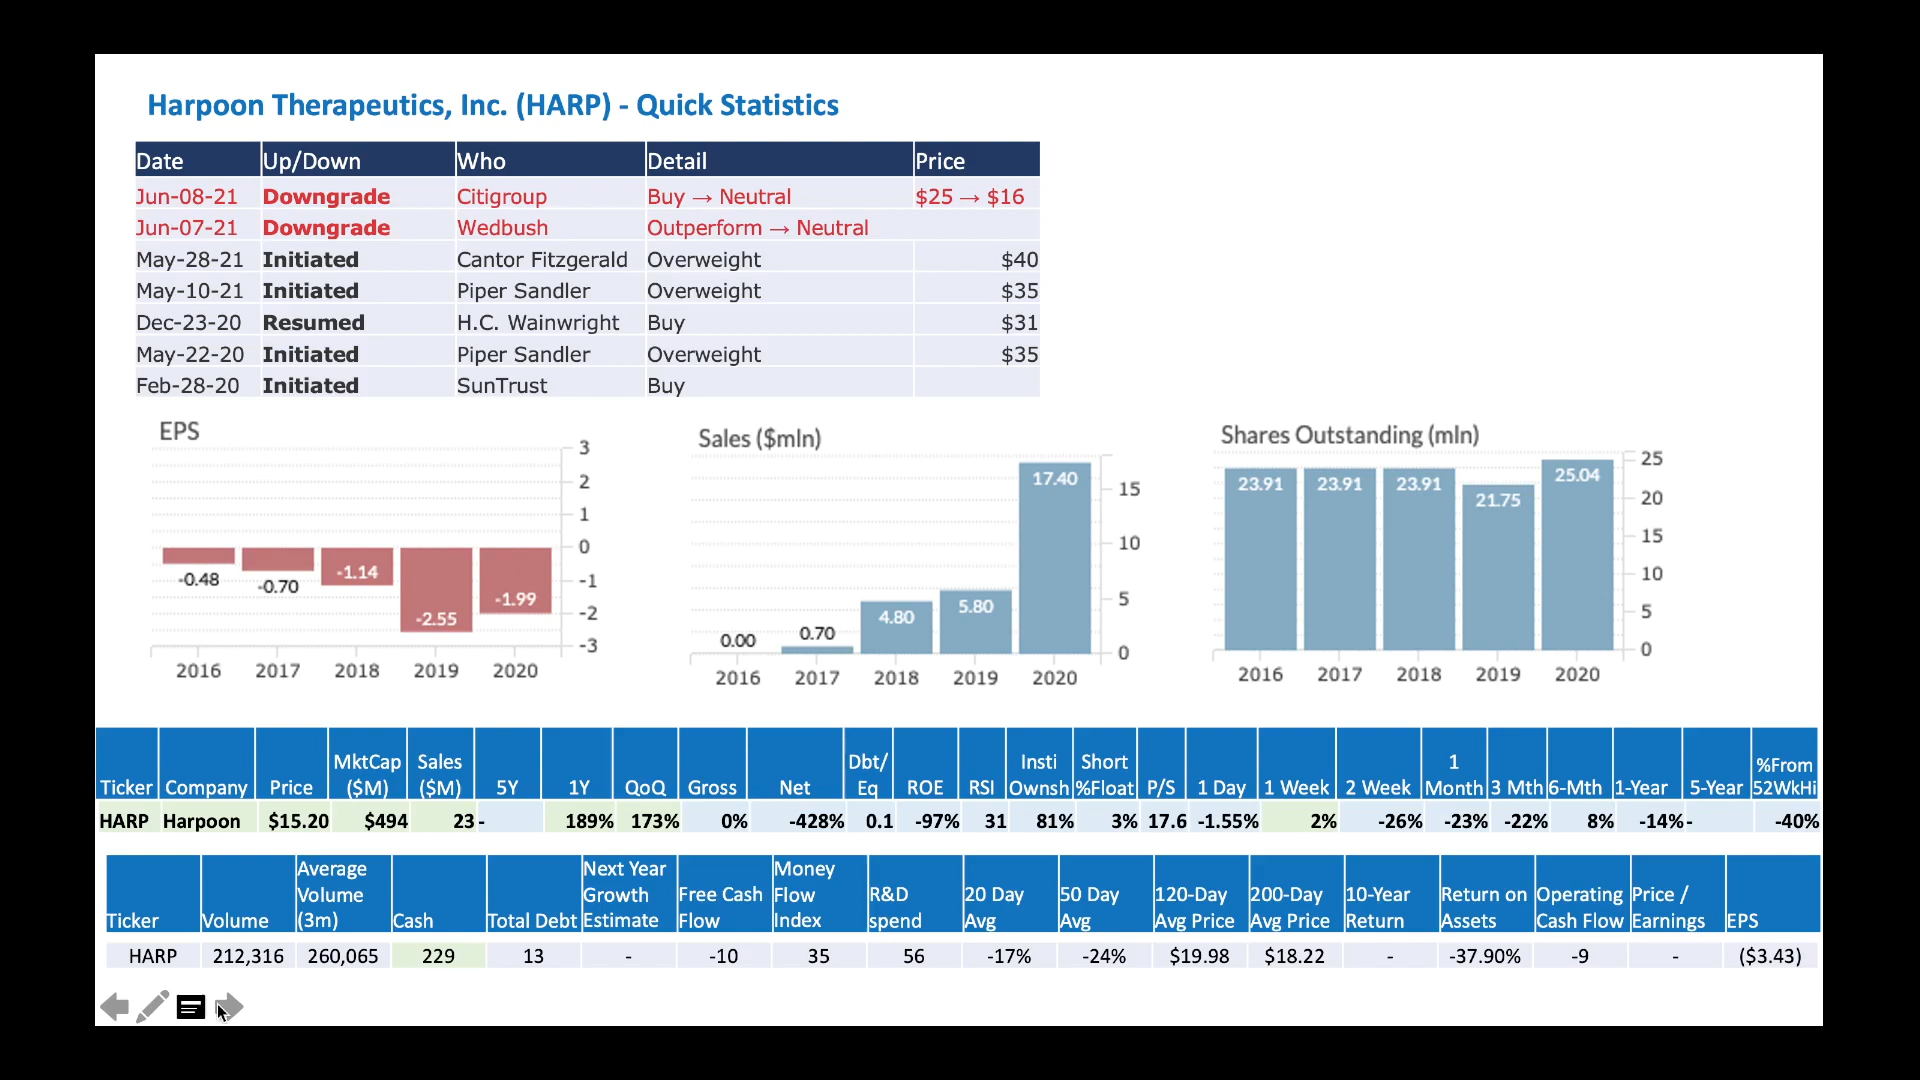 Harpoon Therapeutics, Inc. (HARP) - Quick Statistics
Date Up/Down Who Detail Price
Jun-08-21 Downgrade Citigroup Buy → Neutral $25 → $16
Jun-07-21 Downgrade Wedbush Outperform → Neutral
May-28-21 Initiated Cantor Fitzgerald Overweight $40
May-10-21 Initiated Piper Sandler Overweight $35
Dec-23-20 Resumed H.C. Wainwright Buy $31
May-22-20 Initiated Piper Sandler Overweight $35
Feb-28-20 Initiated SunTrust Buy
EPS
3
2
1
0
-1
-2
-3
-0.48 -0.70 -1.14 -2.55 -1.99
2016 2017 2018 2019 2020
Sales ($mln)
15
10
5
0
0.00 0.70 4.80 5.80 17.40
2016 2017 2018 2019 2020
Shares Outstanding (mln)
25
20
15
10
5
0
23.91 23.91 23.91 21.75 25.04
2016 2017 2018 2019 2020
Ticker Company Price MktCap ($M) Sales ($M) 5Y 1Y QoQ Gross Net Dbt/ Eq ROE RSI Insti Ownsh Short %Float P/S 1 Day 1 Week 2 Week 1 Month 3 Mth 6-Mth 1-Year 5-Year %From 52WkHi
HARP Harpoon $15.20 $494 23 - 189% 173% 0% -428% 0.1 -97% 31 81% 3% 17.6 -1.55% 2% -26% -23% -22% 8% -14% - -40%
Ticker Volume Average Volume (3m) Cash Total Debt Next Year Growth Estimate Free Cash Flow Money Flow Index R&D spend 20 Day Avg 50 Day Avg 120-Day Avg Price 200-Day Avg Price 10-Year Return Return on Assets Operating Cash Flow Price / Earnings EPS
HARP 212,316 260,065 229 13 - -10 35 56 -17% -24% $19.98 $18.22 - -37.90% -9 - ($3.43)